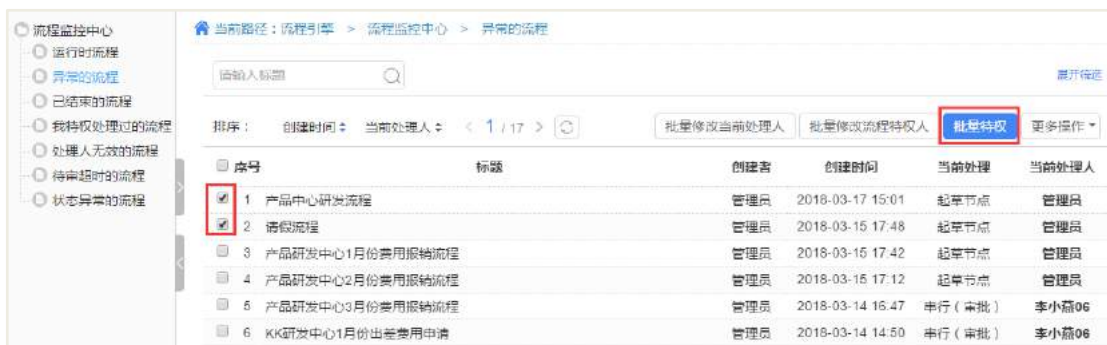 流程监控中心
运行时流程
异常的流程
已结束的流程
我特权处理过的流程
处理人无效的流程
待审超时的流程
状态异常的流程
当前路径：流程引擎 > 流程监控中心 > 异常的流程
请输入标题
展开筛选
排序： 创建时间 当前处理人 < 1 / 17 > 批量修改当前处理人 批量修改流程特权人 批量特权 更多操作
序号 标题 创建者 创建时间 当前处理 当前处理人
1 产品中心研发流程 管理员 2018-03-17 15:01 起草节点 管理员
2 请假流程 管理员 2018-03-15 17:48 起草节点 管理员
3 产品研发中心1月份费用报销流程 管理员 2018-03-15 17:42 起草节点 管理员
4 产品研发中心2月份费用报销流程 管理员 2018-03-15 17:12 起草节点 管理员
5 产品研发中心3月份费用报销流程 管理员 2018-03-14 16:47 串行（审批） 李小燕06
6 KK研发中心1月份出差费用申请 管理员 2018-03-14 14:50 串行（审批） 李小燕06